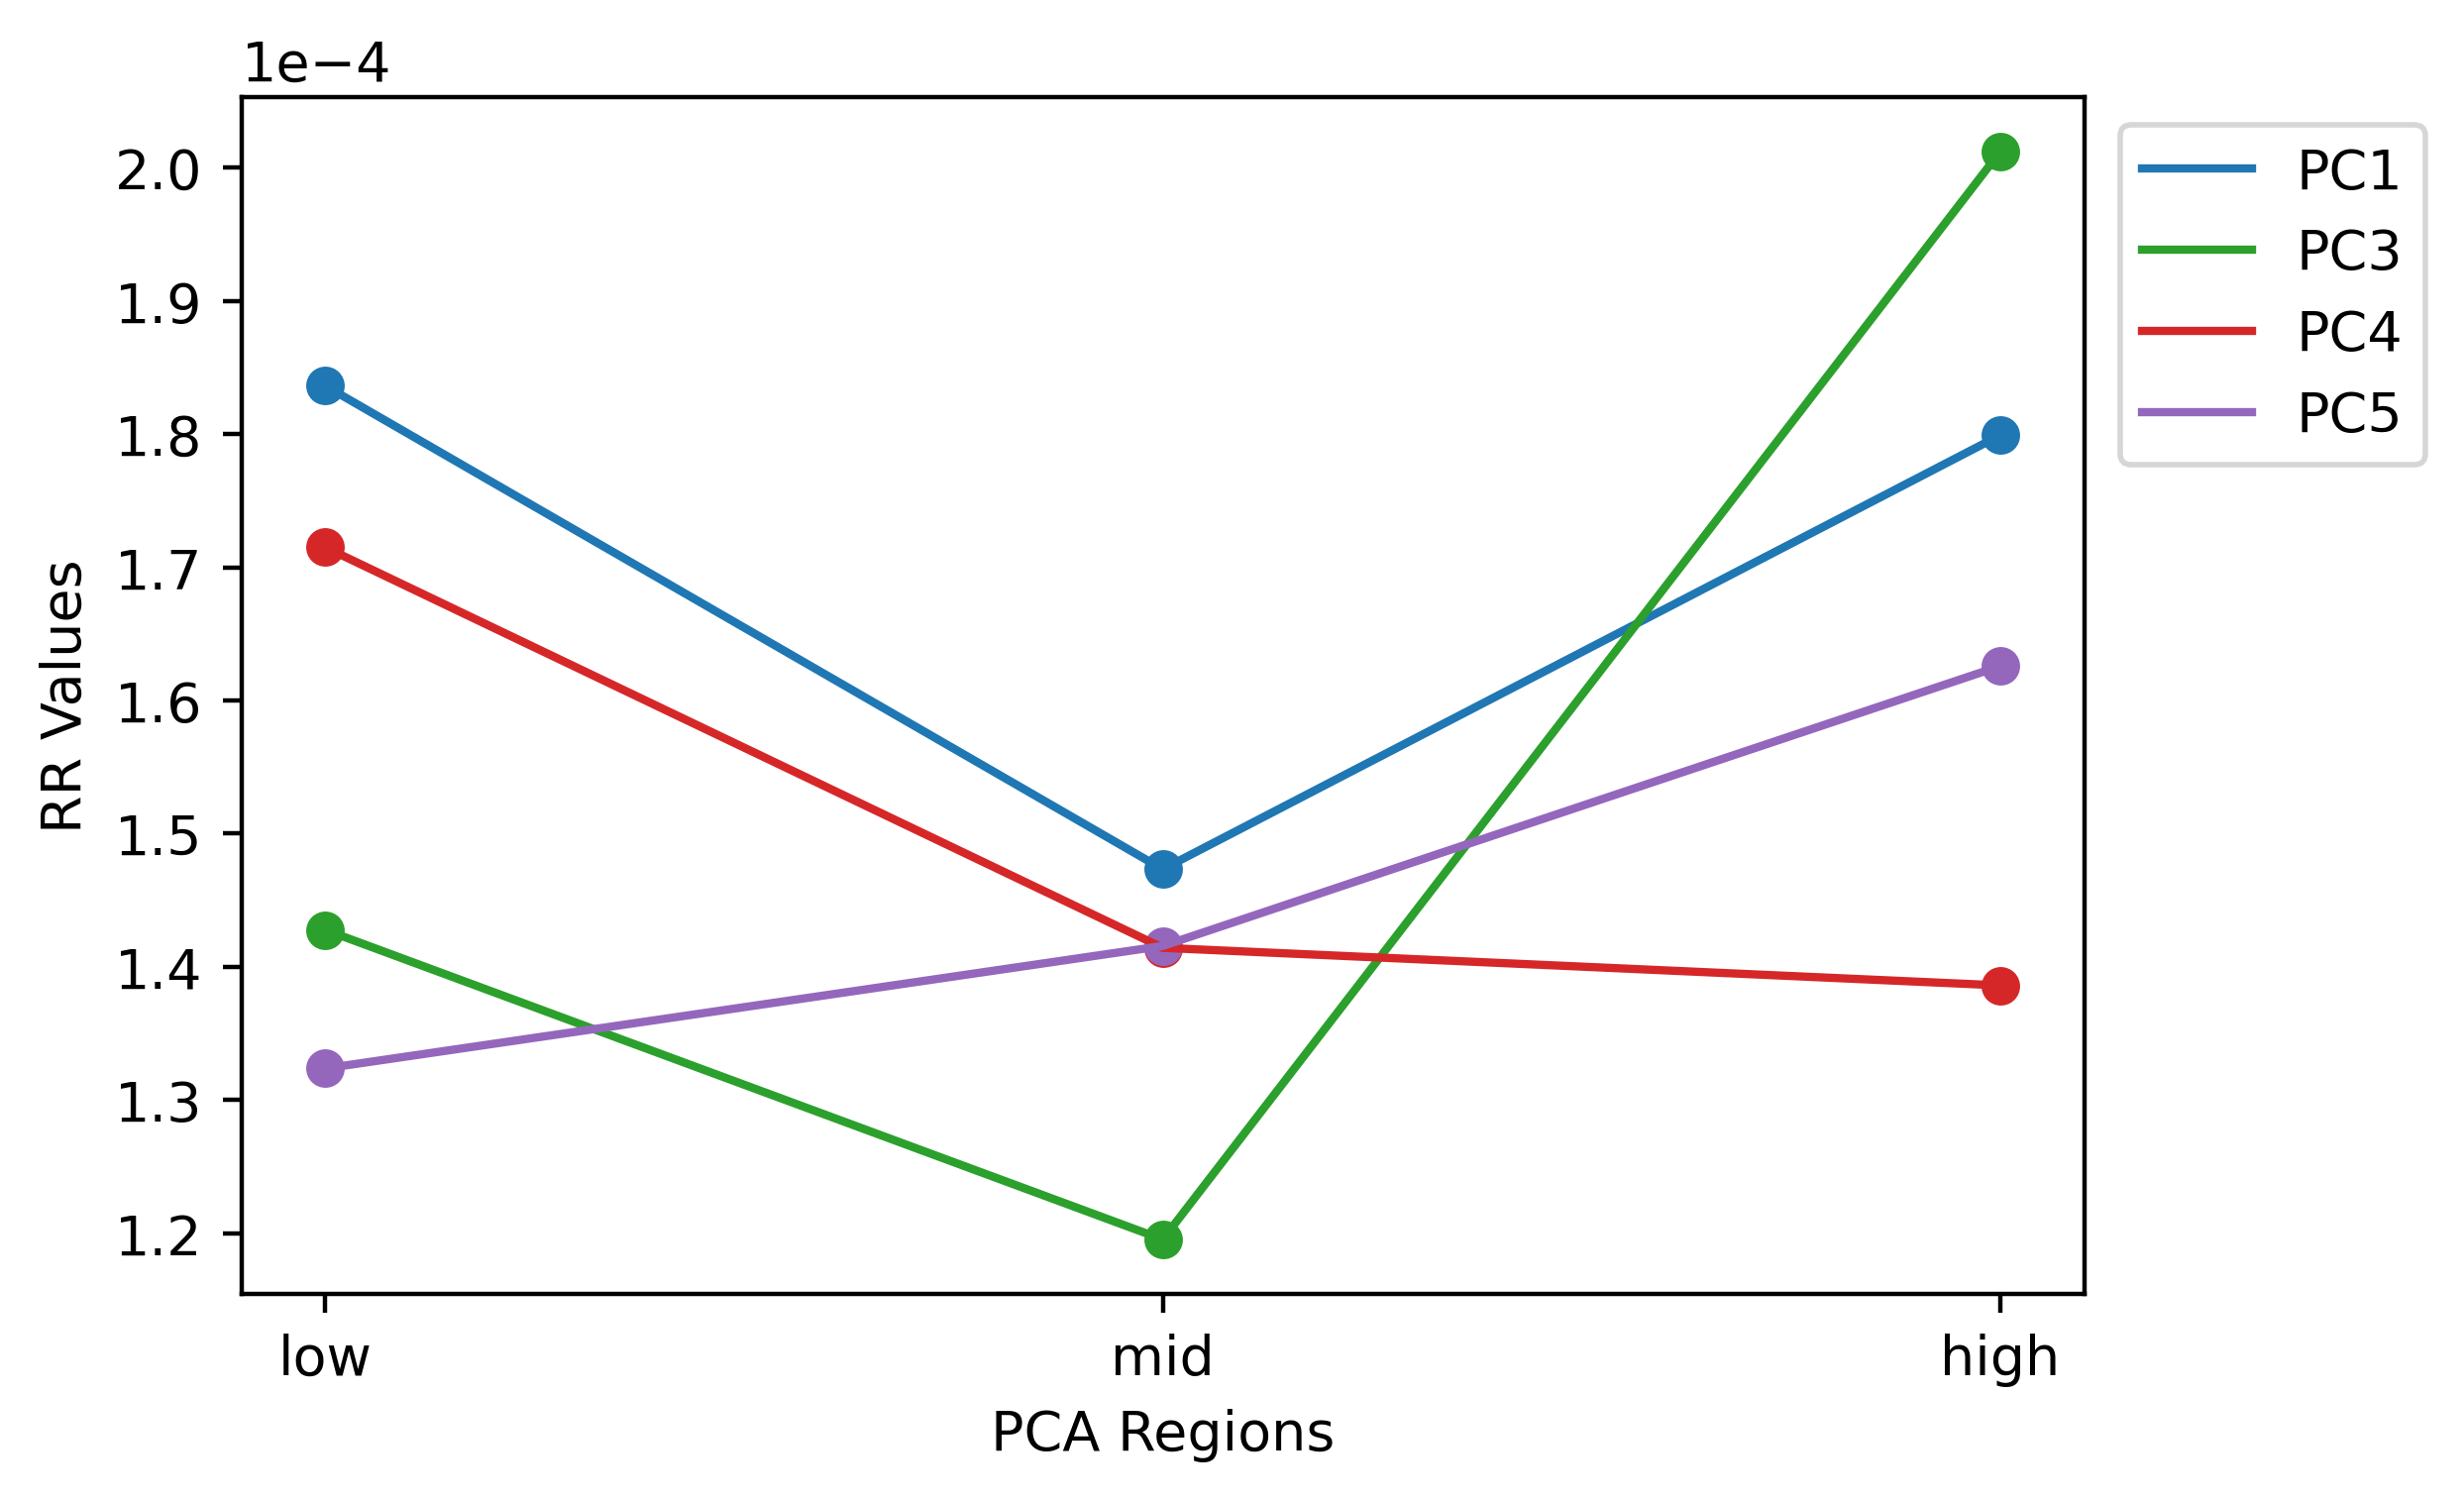 1e−4
2.0
1.9
1.8
1.7
1.6
1.5
1.4
1.3
1.2
RR Values
low mid high
PCA Regions
PC1
PC3
PC4
PC5